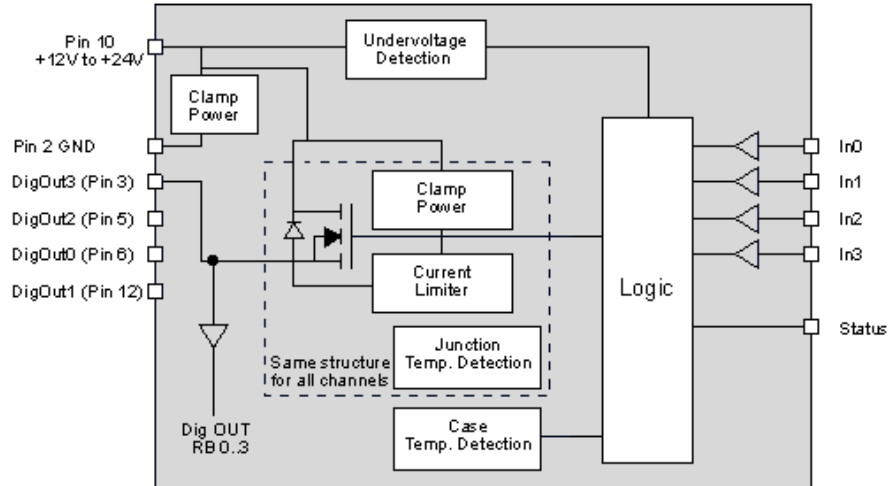 Pin 10
+12V to +24V
Undervoltage
Detection
Clamp
Power
Pin 2 GND
DigOut3 (Pin 3)
DigOut2 (Pin 5)
DigOut0 (Pin 6)
DigOut1 (Pin 12)
Clamp
Power
Current
Limiter
Junction
Temp. Detection
Same structure
for all channels
Case
Temp. Detection
Dig OUT
RB0..3
Logic
In0
In1
In2
In3
Status